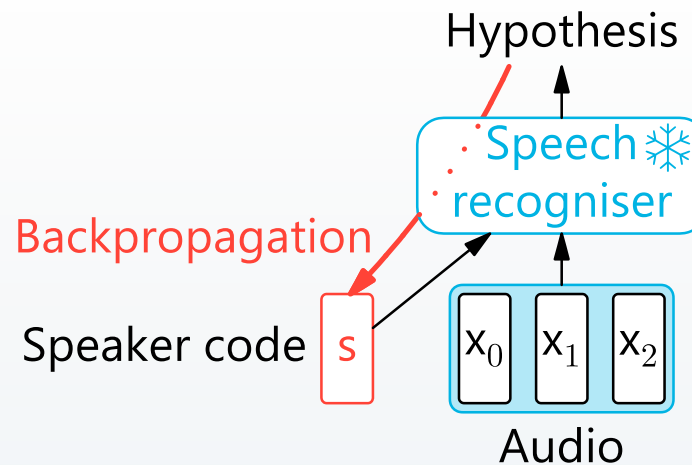 Hypothesis
Speech
recogniser
Backpropagation
Speaker code
s
x₀ x₁ x₂
Audio